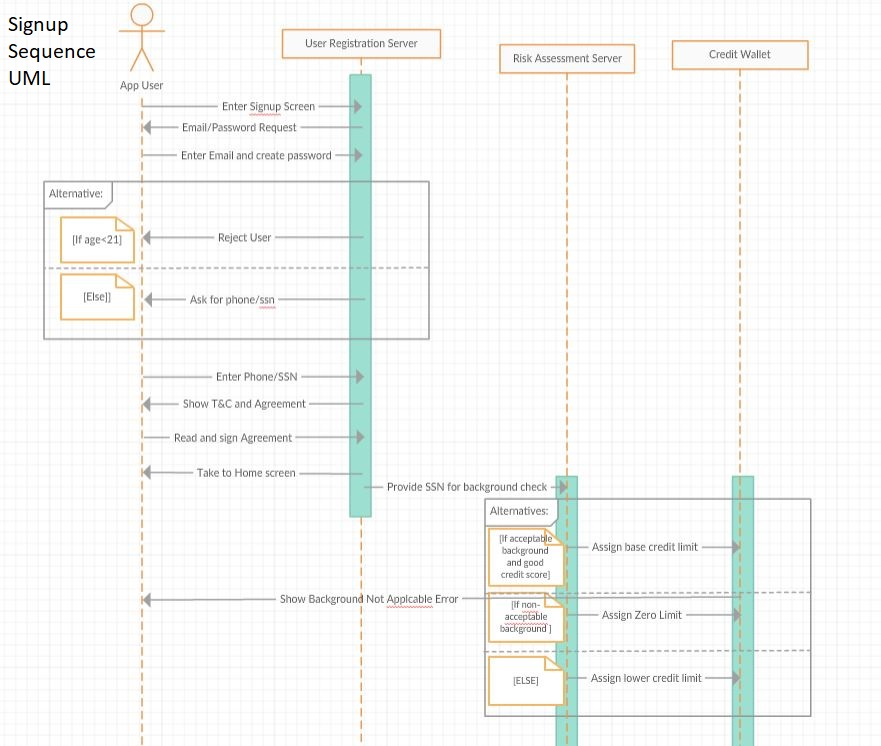 Signup
Sequence
UML
App User
User Registration Server
Risk Assessment Server
Credit Wallet
Enter Signup Screen
Email/Password Request
Enter Email and create password
Alternative:
[If age<21]
Reject User
[Else]]
Ask for phone/ssn
Enter Phone/SSN
Show T&C and Agreement
Read and sign Agreement
Take to Home screen
Provide SSN for background check
Alternatives:
[If acceptable
background
and good
credit score]
Assign base credit limit
Show Background Not Applcable Error
[If non-
acceptable
background ]
Assign Zero Limit
[ELSE]
Assign lower credit limit